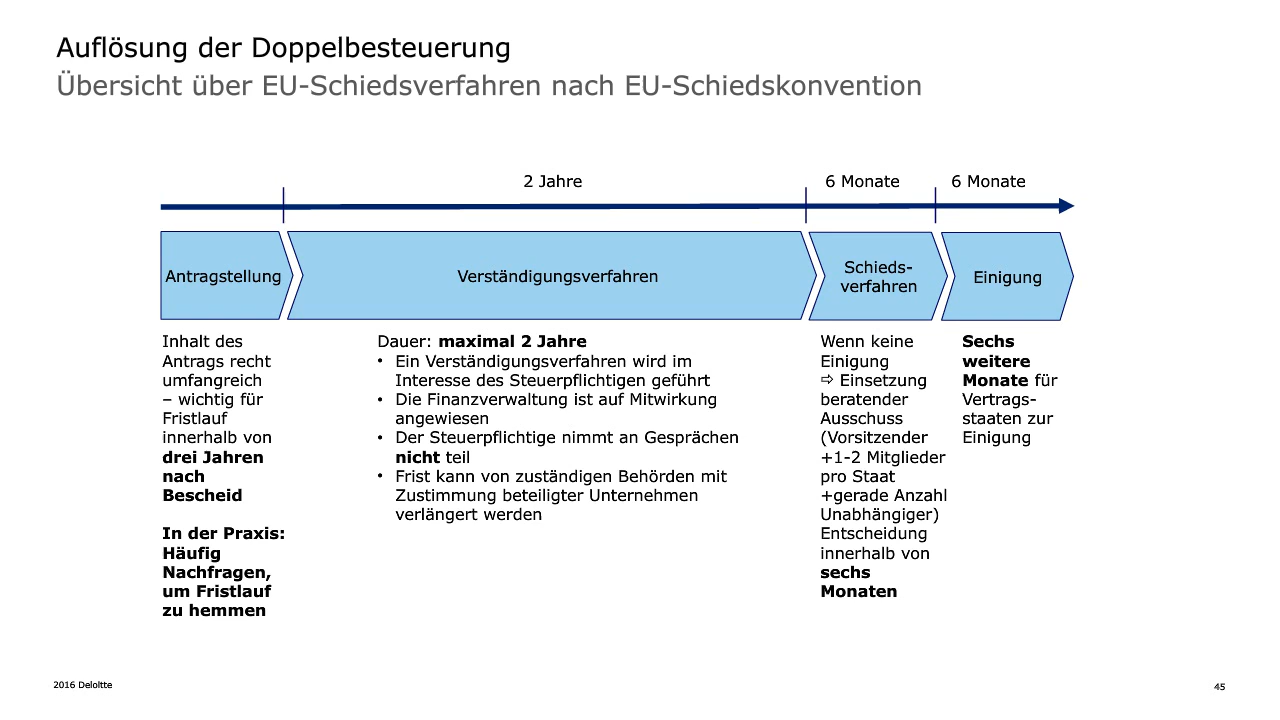 Auflösung der Doppelbesteuerung
Übersicht über EU-Schiedsverfahren nach EU-Schiedskonvention
2 Jahre
6 Monate
6 Monate
Antragstellung
Verständigungsverfahren
Schieds-
verfahren
Einigung
Inhalt des
Antrags recht
umfangreich
– wichtig für
Fristlauf
innerhalb von
drei Jahren
nach
Bescheid
In der Praxis:
Häufig
Nachfragen,
um Fristlauf
zu hemmen
Dauer: maximal 2 Jahre
• Ein Verständigungsverfahren wird im
Interesse des Steuerpflichtigen geführt
• Die Finanzverwaltung ist auf Mitwirkung
angewiesen
• Der Steuerpflichtige nimmt an Gesprächen
nicht teil
• Frist kann von zuständigen Behörden mit
Zustimmung beteiligter Unternehmen
verlängert werden
Wenn keine
Einigung
⇨ Einsetzung
beratender
Ausschuss
(Vorsitzender
+1-2 Mitglieder
pro Staat
+gerade Anzahl
Unabhängiger)
Entscheidung
innerhalb von
sechs
Monaten
Sechs
weitere
Monate für
Vertrags-
staaten zur
Einigung
2016 Deloitte
45